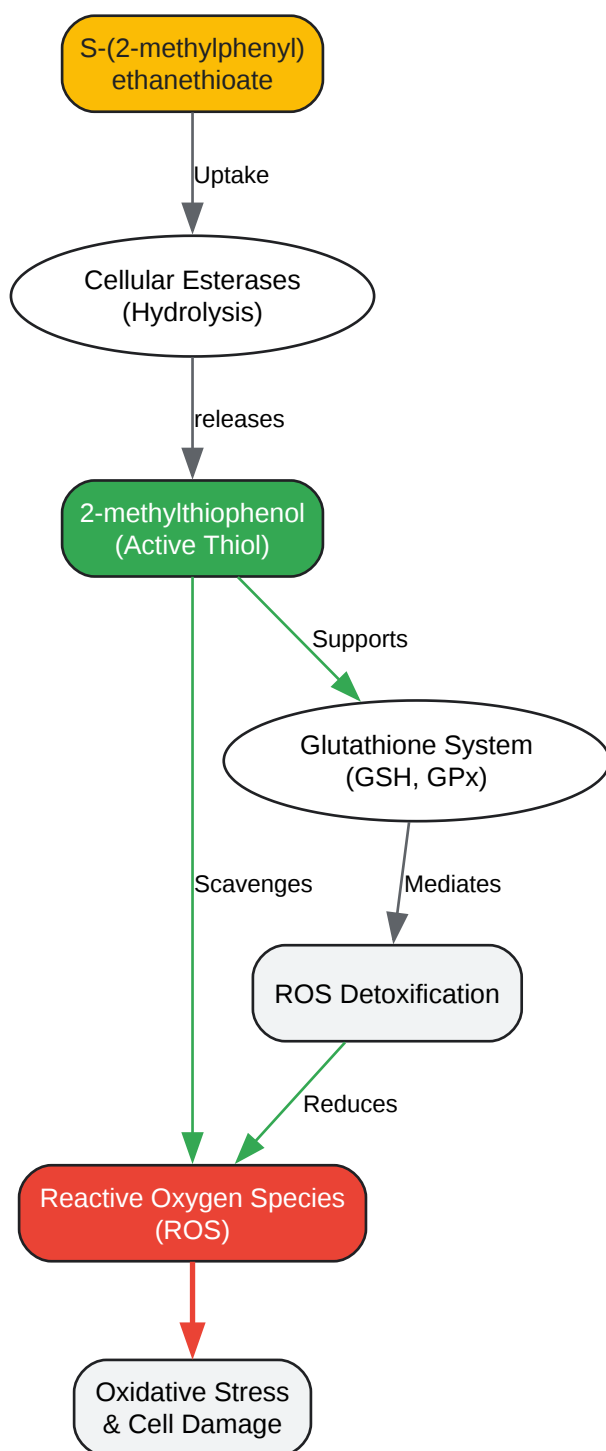 S-(2-methylphenyl)
ethanethioate
Uptake
Cellular Esterases
(Hydrolysis)
releases
2-methylthiophenol
(Active Thiol)
Supports
Glutathione System
(GSH, GPx)
Scavenges
Mediates
ROS Detoxification
Reduces
Reactive Oxygen Species
(ROS)
Oxidative Stress
& Cell Damage